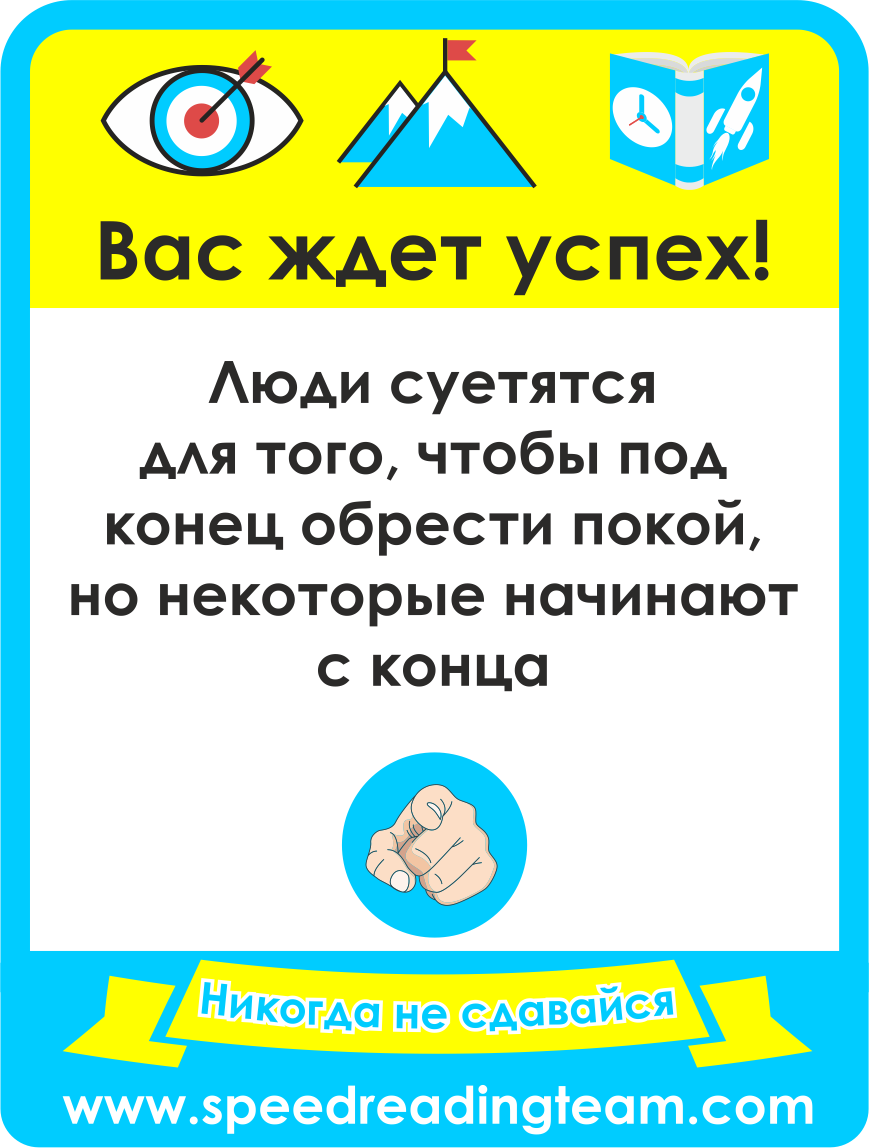 Вас ждет успех!
Люди суетятся
для того, чтобы под
конец обрести покой,
но некоторые начинают
с конца
Никогда не сдавайся
www.speedreadingteam.com